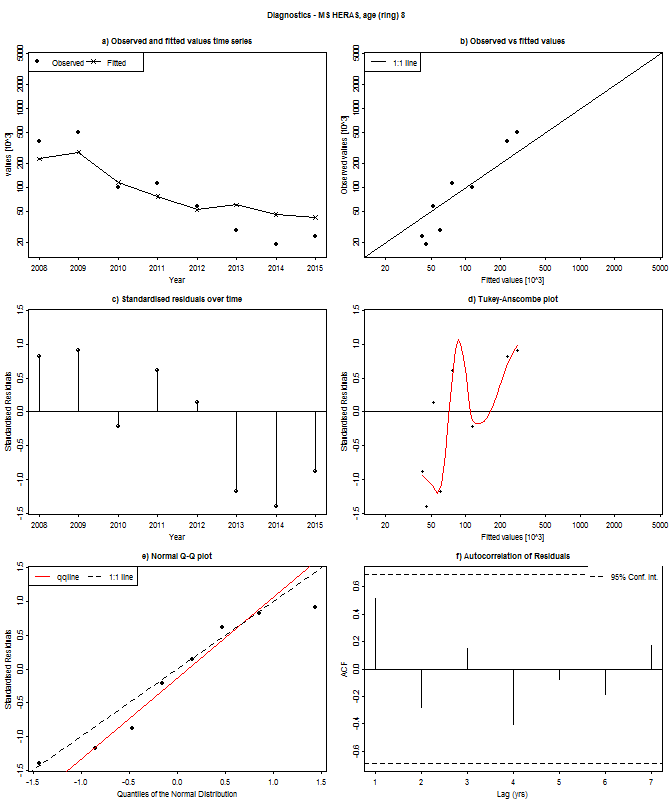 Diagnostics - MS HERAS, age (ring) 8
a) Observed and fitted values time series
Observed Fitted
values [10^3]
5000
2000
1000
500
200
100
50
20
2008 2009 2010 2011 2012 2013 2014 2015
Year
b) Observed vs fitted values
1:1 line
Observed values [10^3]
5000
2000
1000
500
200
100
50
20
20 50 100 200 500 1000 2000 5000
Fitted values [10^3]
c) Standardised residuals over time
Standardised Residuals
1.5
1.0
0.5
0.0
-0.5
-1.0
-1.5
2008 2009 2010 2011 2012 2013 2014 2015
Year
d) Tukey-Anscombe plot
Standardised Residuals
1.5
1.0
0.5
0.0
-0.5
-1.0
-1.5
20 50 100 200 500 1000 2000 5000
Fitted values [10^3]
e) Normal Q-Q plot
qqline 1:1 line
Standardised Residuals
1.5
1.0
0.5
0.0
-0.5
-1.0
-1.5
-1.5 -1.0 -0.5 0.0 0.5 1.0 1.5
Quantiles of the Normal Distribution
f) Autocorrelation of Residuals
95% Conf. Int.
ACF
0.6
0.4
0.2
0.0
-0.2
-0.4
-0.6
1 2 3 4 5 6 7
Lag (yrs)